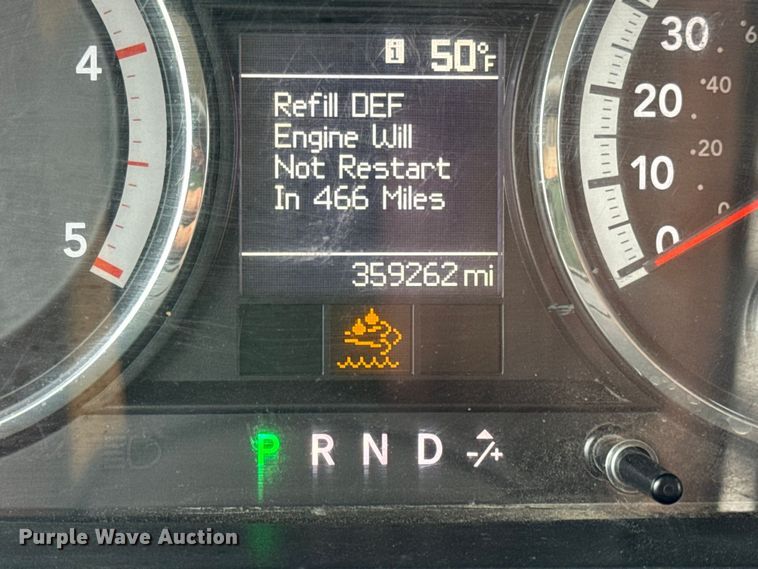 i 50°F
Refill DEF
Engine Will
Not Restart
In 466 Miles
359262 mi
4
5
30
20
10
0
40
20
0
P R N D -/+
Purple Wave Auction